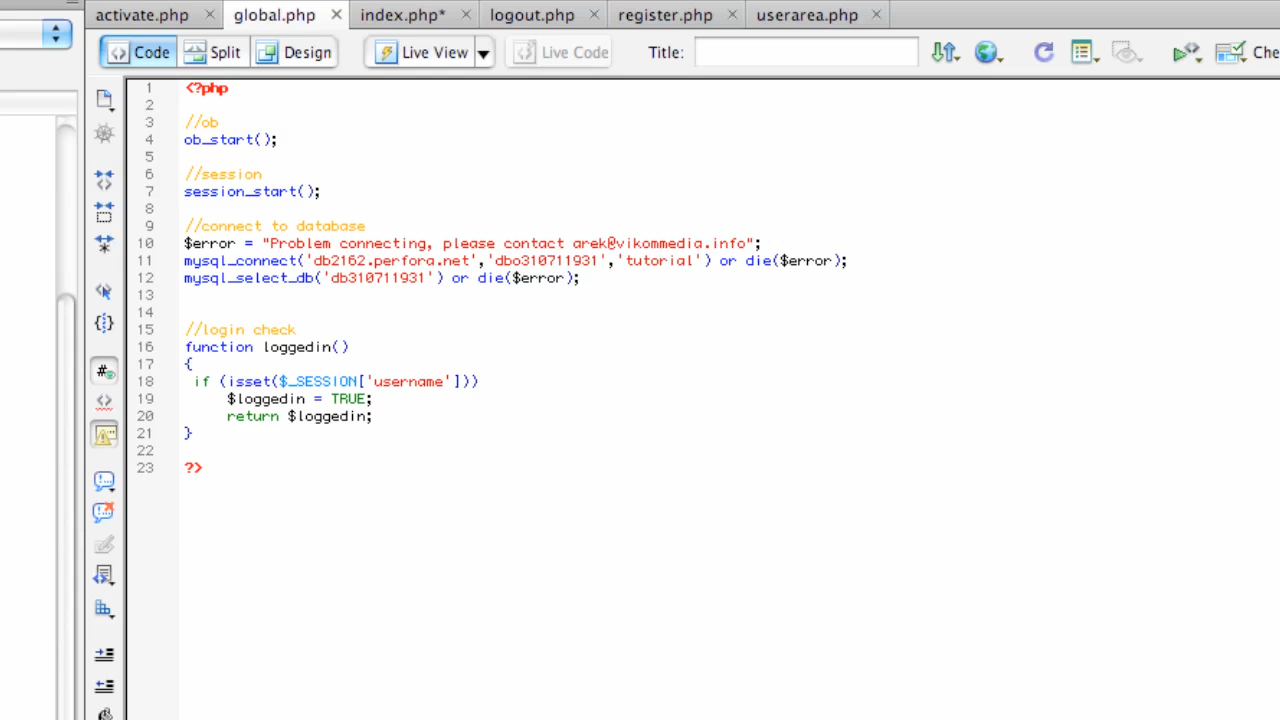 activate.php global.php index.php* logout.php register.php userarea.php
Code Split Design Live View Live Code Title: Che
1 <?php
2
3 //ob
4 ob_start();
5
6 //session
7 session_start();
8
9 //connect to database
10 $error = "Problem connecting, please contact arek@vikommedia.info";
11 mysql_connect('db2162.perfora.net','dbo310711931','tutorial') or die($error);
12 mysql_select_db('db310711931') or die($error);
13
14
15 //login check
16 function loggedin()
17 {
18 if (isset($_SESSION['username']))
19 $loggedin = TRUE;
20 return $loggedin;
21 }
22
23 ?>